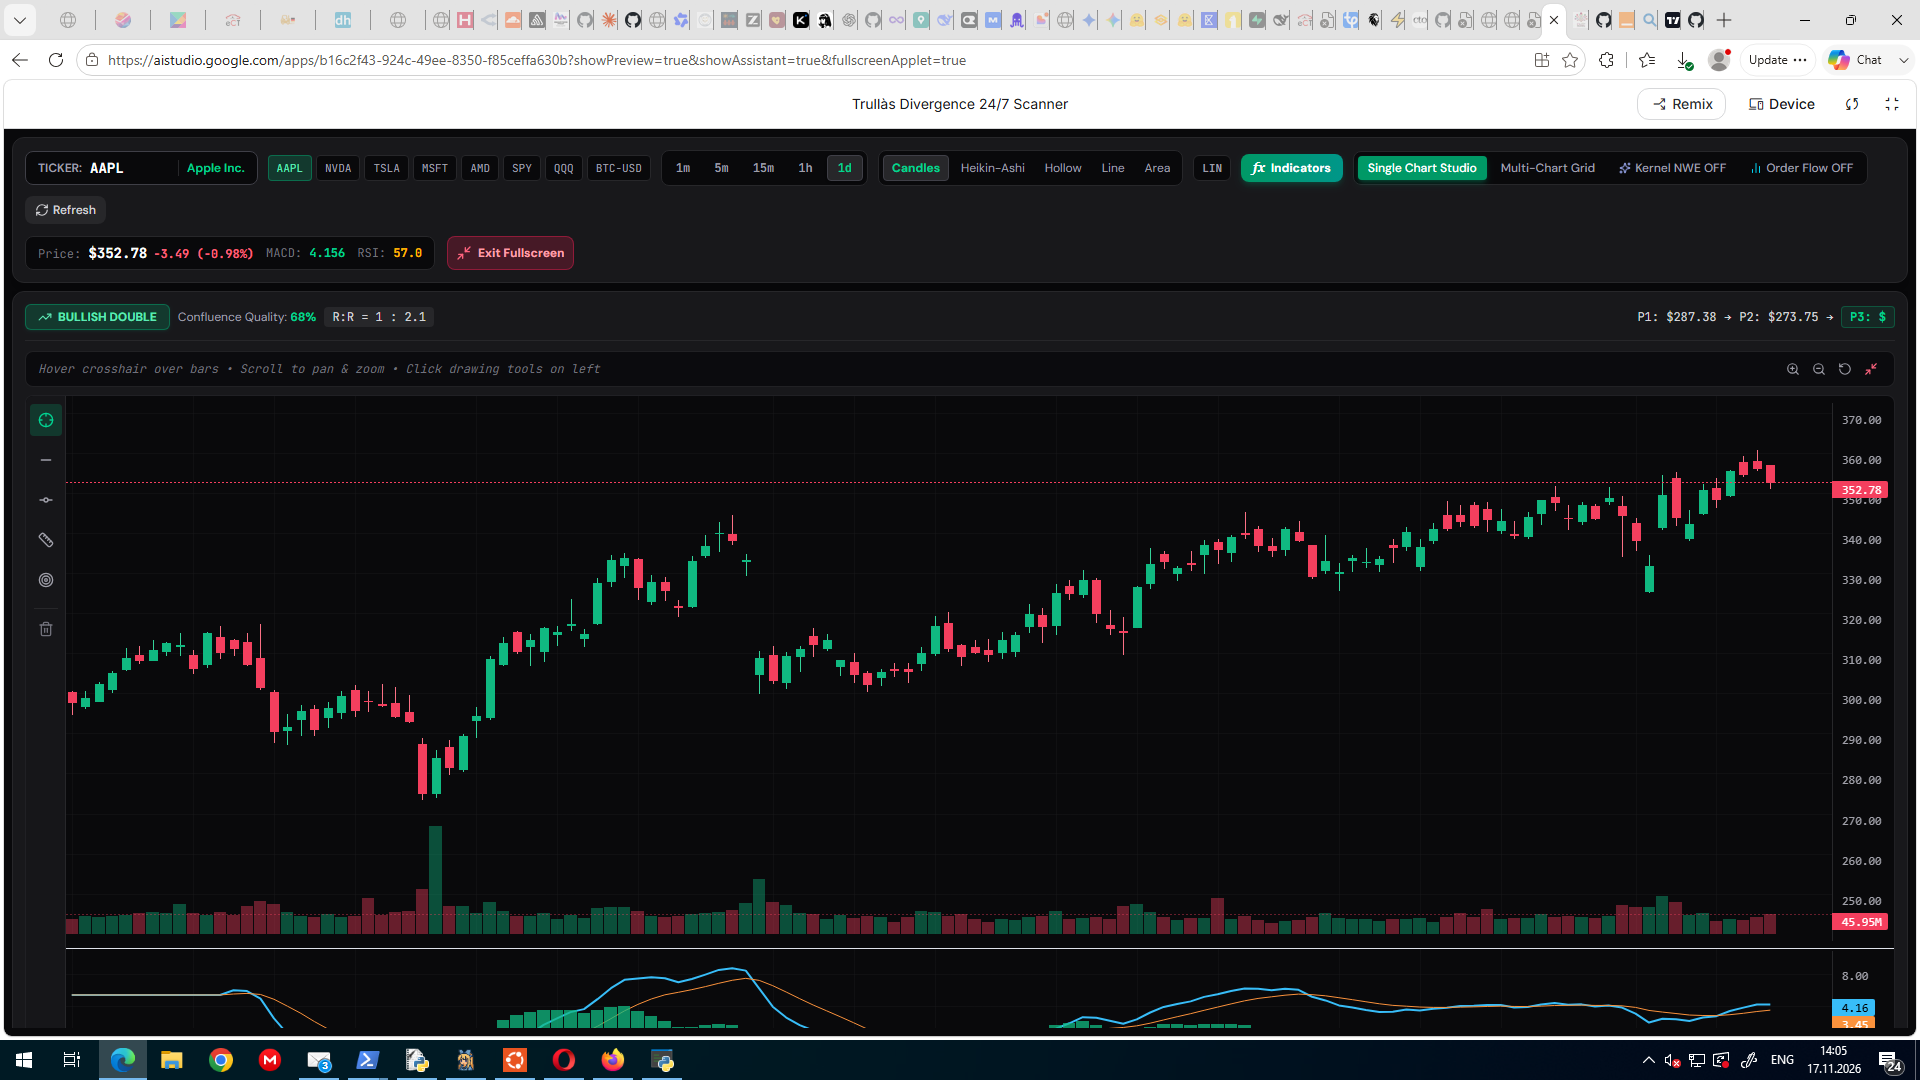 https://aistudio.google.com/apps/b16c2f43-924c-49ee-8350-f85ceffa630b?showPreview=true&showAssistant=true&fullscreenApplet=true
Update
Chat
Trullàs Divergence 24/7 Scanner
Remix
Device
TICKER: AAPL Apple Inc.
AAPL NVDA TSLA MSFT AMD SPY QQQ BTC-USD
1m 5m 15m 1h 1d
Candles Heikin-Ashi Hollow Line Area
LIN
fx Indicators
Single Chart Studio Multi-Chart Grid Kernel NWE OFF Order Flow OFF
Refresh
Price: $352.78 -3.49 (-0.98%) MACD: 4.156 RSI: 57.0
Exit Fullscreen
BULLISH DOUBLE Confluence Quality: 68% R:R = 1 : 2.1
P1: $287.38 → P2: $273.75 → P3: $
Hover crosshair over bars • Scroll to pan & zoom • Click drawing tools on left
370.00
360.00
352.78
350.00
340.00
330.00
320.00
310.00
300.00
290.00
280.00
270.00
260.00
250.00
45.95M
8.00
4.16
3.45
3
ENG
14:05
17.11.2026
24